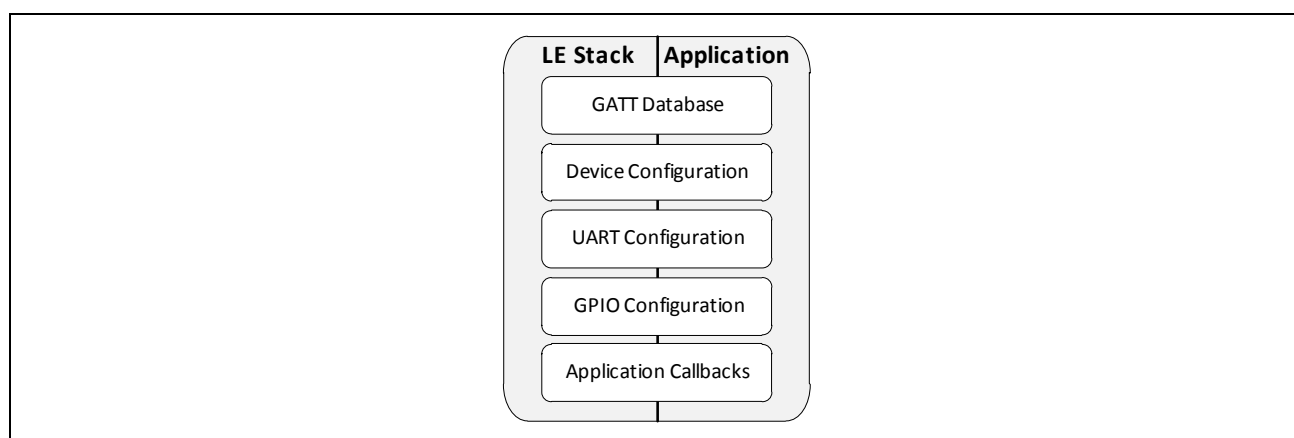 LE Stack Application
GATT Database
Device Configuration
UART Configuration
GPIO Configuration
Application Callbacks